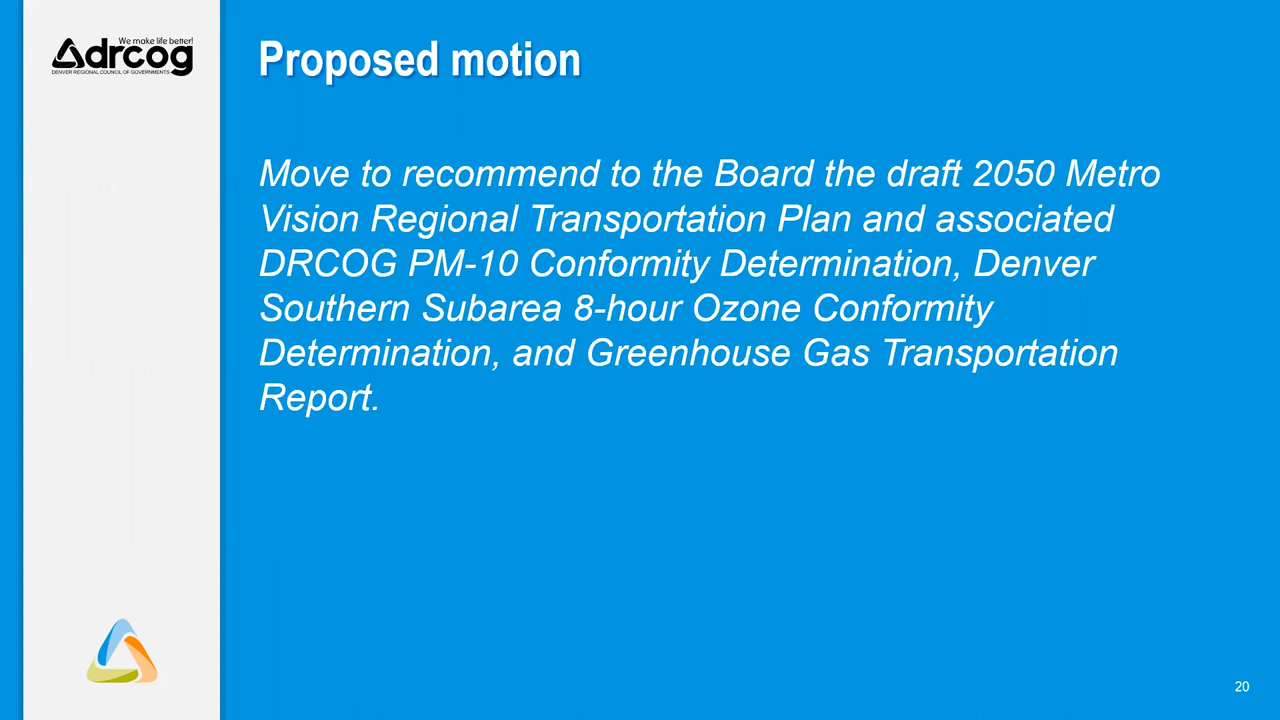 We make life better!
drcog
DENVER REGIONAL COUNCIL OF GOVERNMENTS
Proposed motion
Move to recommend to the Board the draft 2050 Metro
Vision Regional Transportation Plan and associated
DRCOG PM-10 Conformity Determination, Denver
Southern Subarea 8-hour Ozone Conformity
Determination, and Greenhouse Gas Transportation
Report.
20